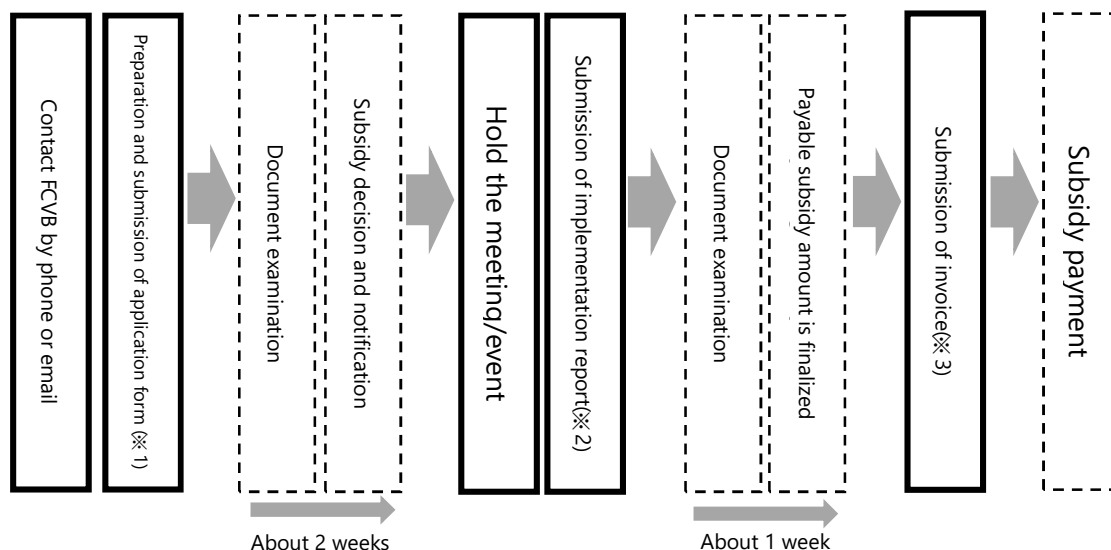 Contact FCVB by phone or email
Preparation and submission of application form (※1)
Document examination
Subsidy decision and notification
About 2 weeks
Hold the meeting/event
Submission of implementation report(※2)
Document examination
Payable subsidy amount is finalized
About 1 week
Submission of invoice(※3)
Subsidy payment